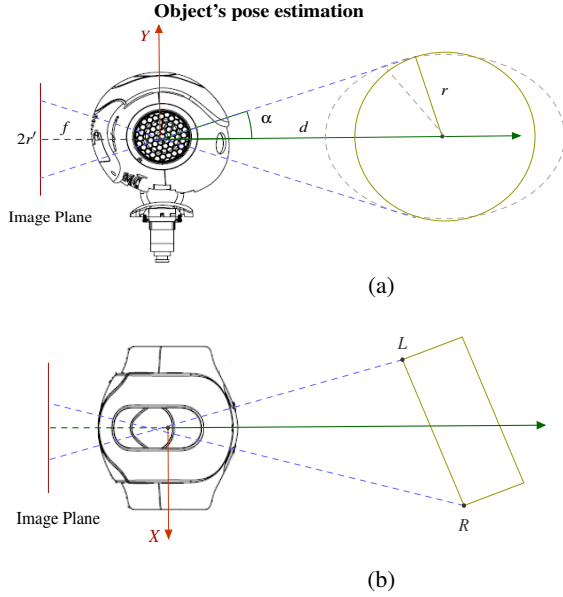 Object's pose estimation
Y
α
r
f
d
2r'
Image Plane
(a)
L
Image Plane
X
R
(b)